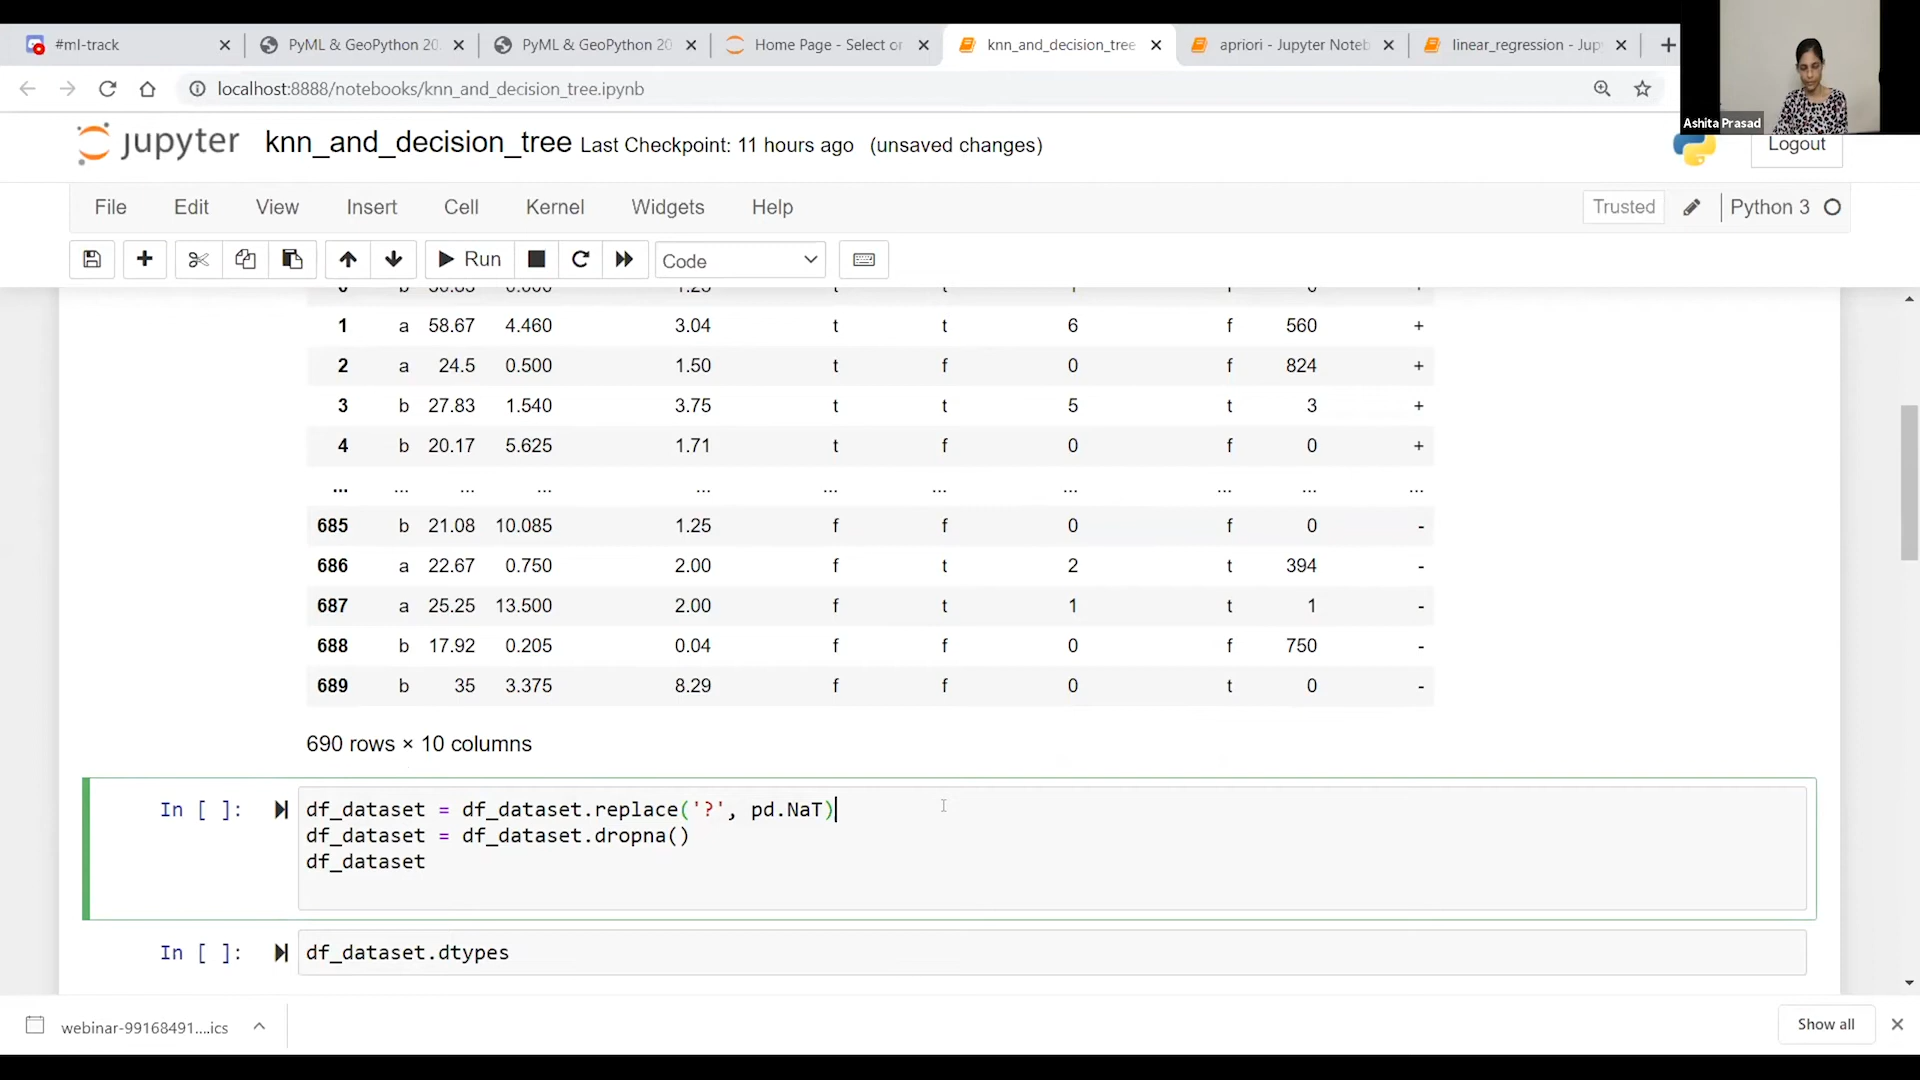 #ml-track
PyML & GeoPython 20
PyML & GeoPython 20
Home Page - Select or
knn_and_decision_tree
apriori - Jupyter Noteb
linear_regression - Jup
localhost:8888/notebooks/knn_and_decision_tree.ipynb
Ashita Prasad
jupyter knn_and_decision_tree Last Checkpoint: 11 hours ago (unsaved changes)
Logout
File Edit View Insert Cell Kernel Widgets Help Trusted Python 3
Run Code
1 a 58.67 4.460 3.04 t t 6 f 560 +
2 a 24.5 0.500 1.50 t f 0 f 824 +
3 b 27.83 1.540 3.75 t t 5 t 3 +
4 b 20.17 5.625 1.71 t f 0 f 0 +
... ... ... ... ... ... ... ... ... ... ...
685 b 21.08 10.085 1.25 f f 0 f 0 -
686 a 22.67 0.750 2.00 f t 2 t 394 -
687 a 25.25 13.500 2.00 f t 1 t 1 -
688 b 17.92 0.205 0.04 f f 0 f 750 -
689 b 35 3.375 8.29 f f 0 t 0 -
690 rows × 10 columns
In [ ]: df_dataset = df_dataset.replace('?', pd.NaT)
df_dataset = df_dataset.dropna()
df_dataset
In [ ]: df_dataset.dtypes
webinar-99168491....ics
Show all